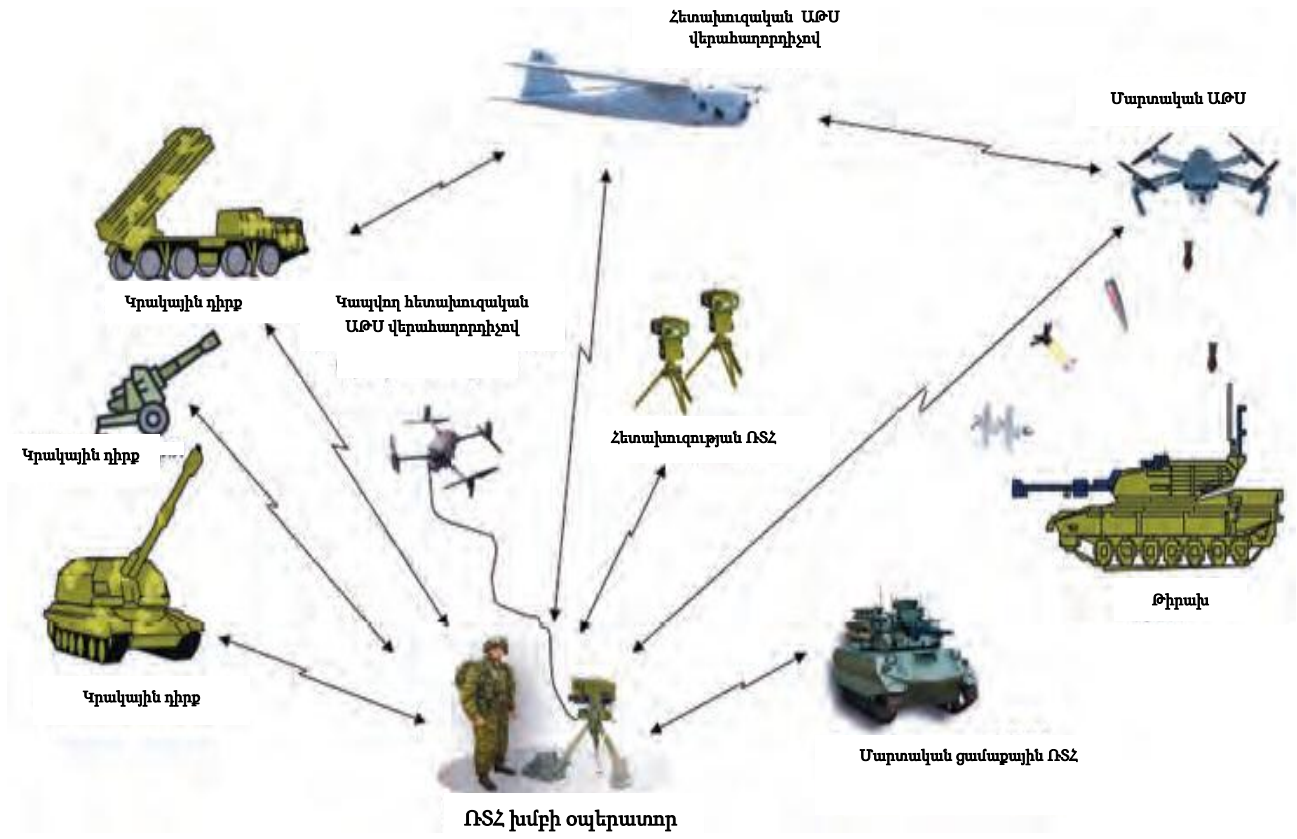 Հետախուզական ԱԹՍ
վերահաղորդիչով
Մարտական ԱԹՍ
Կրակային դիրք
Կապվող հետախուզական
ԱԹՍ վերահաղորդիչով
Կրակային դիրք
Հետախուզության ՌՏՀ
Թիրախ
Կրակային դիրք
Մարտական ցամաքային ՌՏՀ
ՌՏՀ խմբի օպերատոր